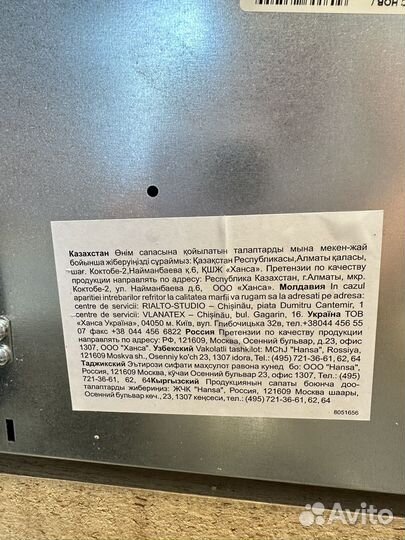 Казахстан Өнім сапасына қойылатын талаптарды мына мекен-жай
бойынша жіберуіңізді сұраймыз: Қазақстан Республикасы, Алматы қаласы,
шағ. Коктобе-2, Найманбаева к.6, ҚШЖ «Ханса». Претензии по качеству
продукции направлять по адресу: Республика Казахстан, г.Алматы, мкр.
Коктобе-2, ул. Найманбаева д.6, ООО «Ханса». Молдавия In cazul
aparitiei intrebarilor refritor la calitatea marfii va rugam sa la adresati pe adresa:
centre de servicii: RIALTO-STUDIO – Chişinău, piata Dumitru Cantemir, 1
centre de servicii: VLANATEX – Chişinău, bul. Gagarin, 16. Україна ТОВ
«Ханса Україна», 04050 м. Київ, вул. Глибочицька 32в, тел.+38044 456 55
07 факс: +38 044 456 6822 Россия Претензии по качеству продукции
направлять по адресу: РФ, 121609, Москва, Осенний бульвар, д.23, офис
1307, ООО "Ханса". Узбекский Vakolatli tashkilot: MChJ "Hansa", Rossiya,
121609 Moskva sh., Osenniy ko'ch 23, 1307 idora, Tel.: (495) 721-36-61, 62, 64
Таджикский Эътирози сифати махсулот равона кунед бо: ООО "Hansa",
Россия, 121609 Москва, кӯчаи Осенний бульвар 23, офис 1307, Тел.: (495)
721-36-61, 62, 64Кыргызский Продукциянын сапаты боюнча доо-
талаптарды жибериңиз: ЖЧК "Hansa", Россия, 121609 Москва шаары,
Осенний бульвар көч., 23, 1307 кеңсеси, тел.: (495) 721-36-61, 62, 64
8051656
Avito